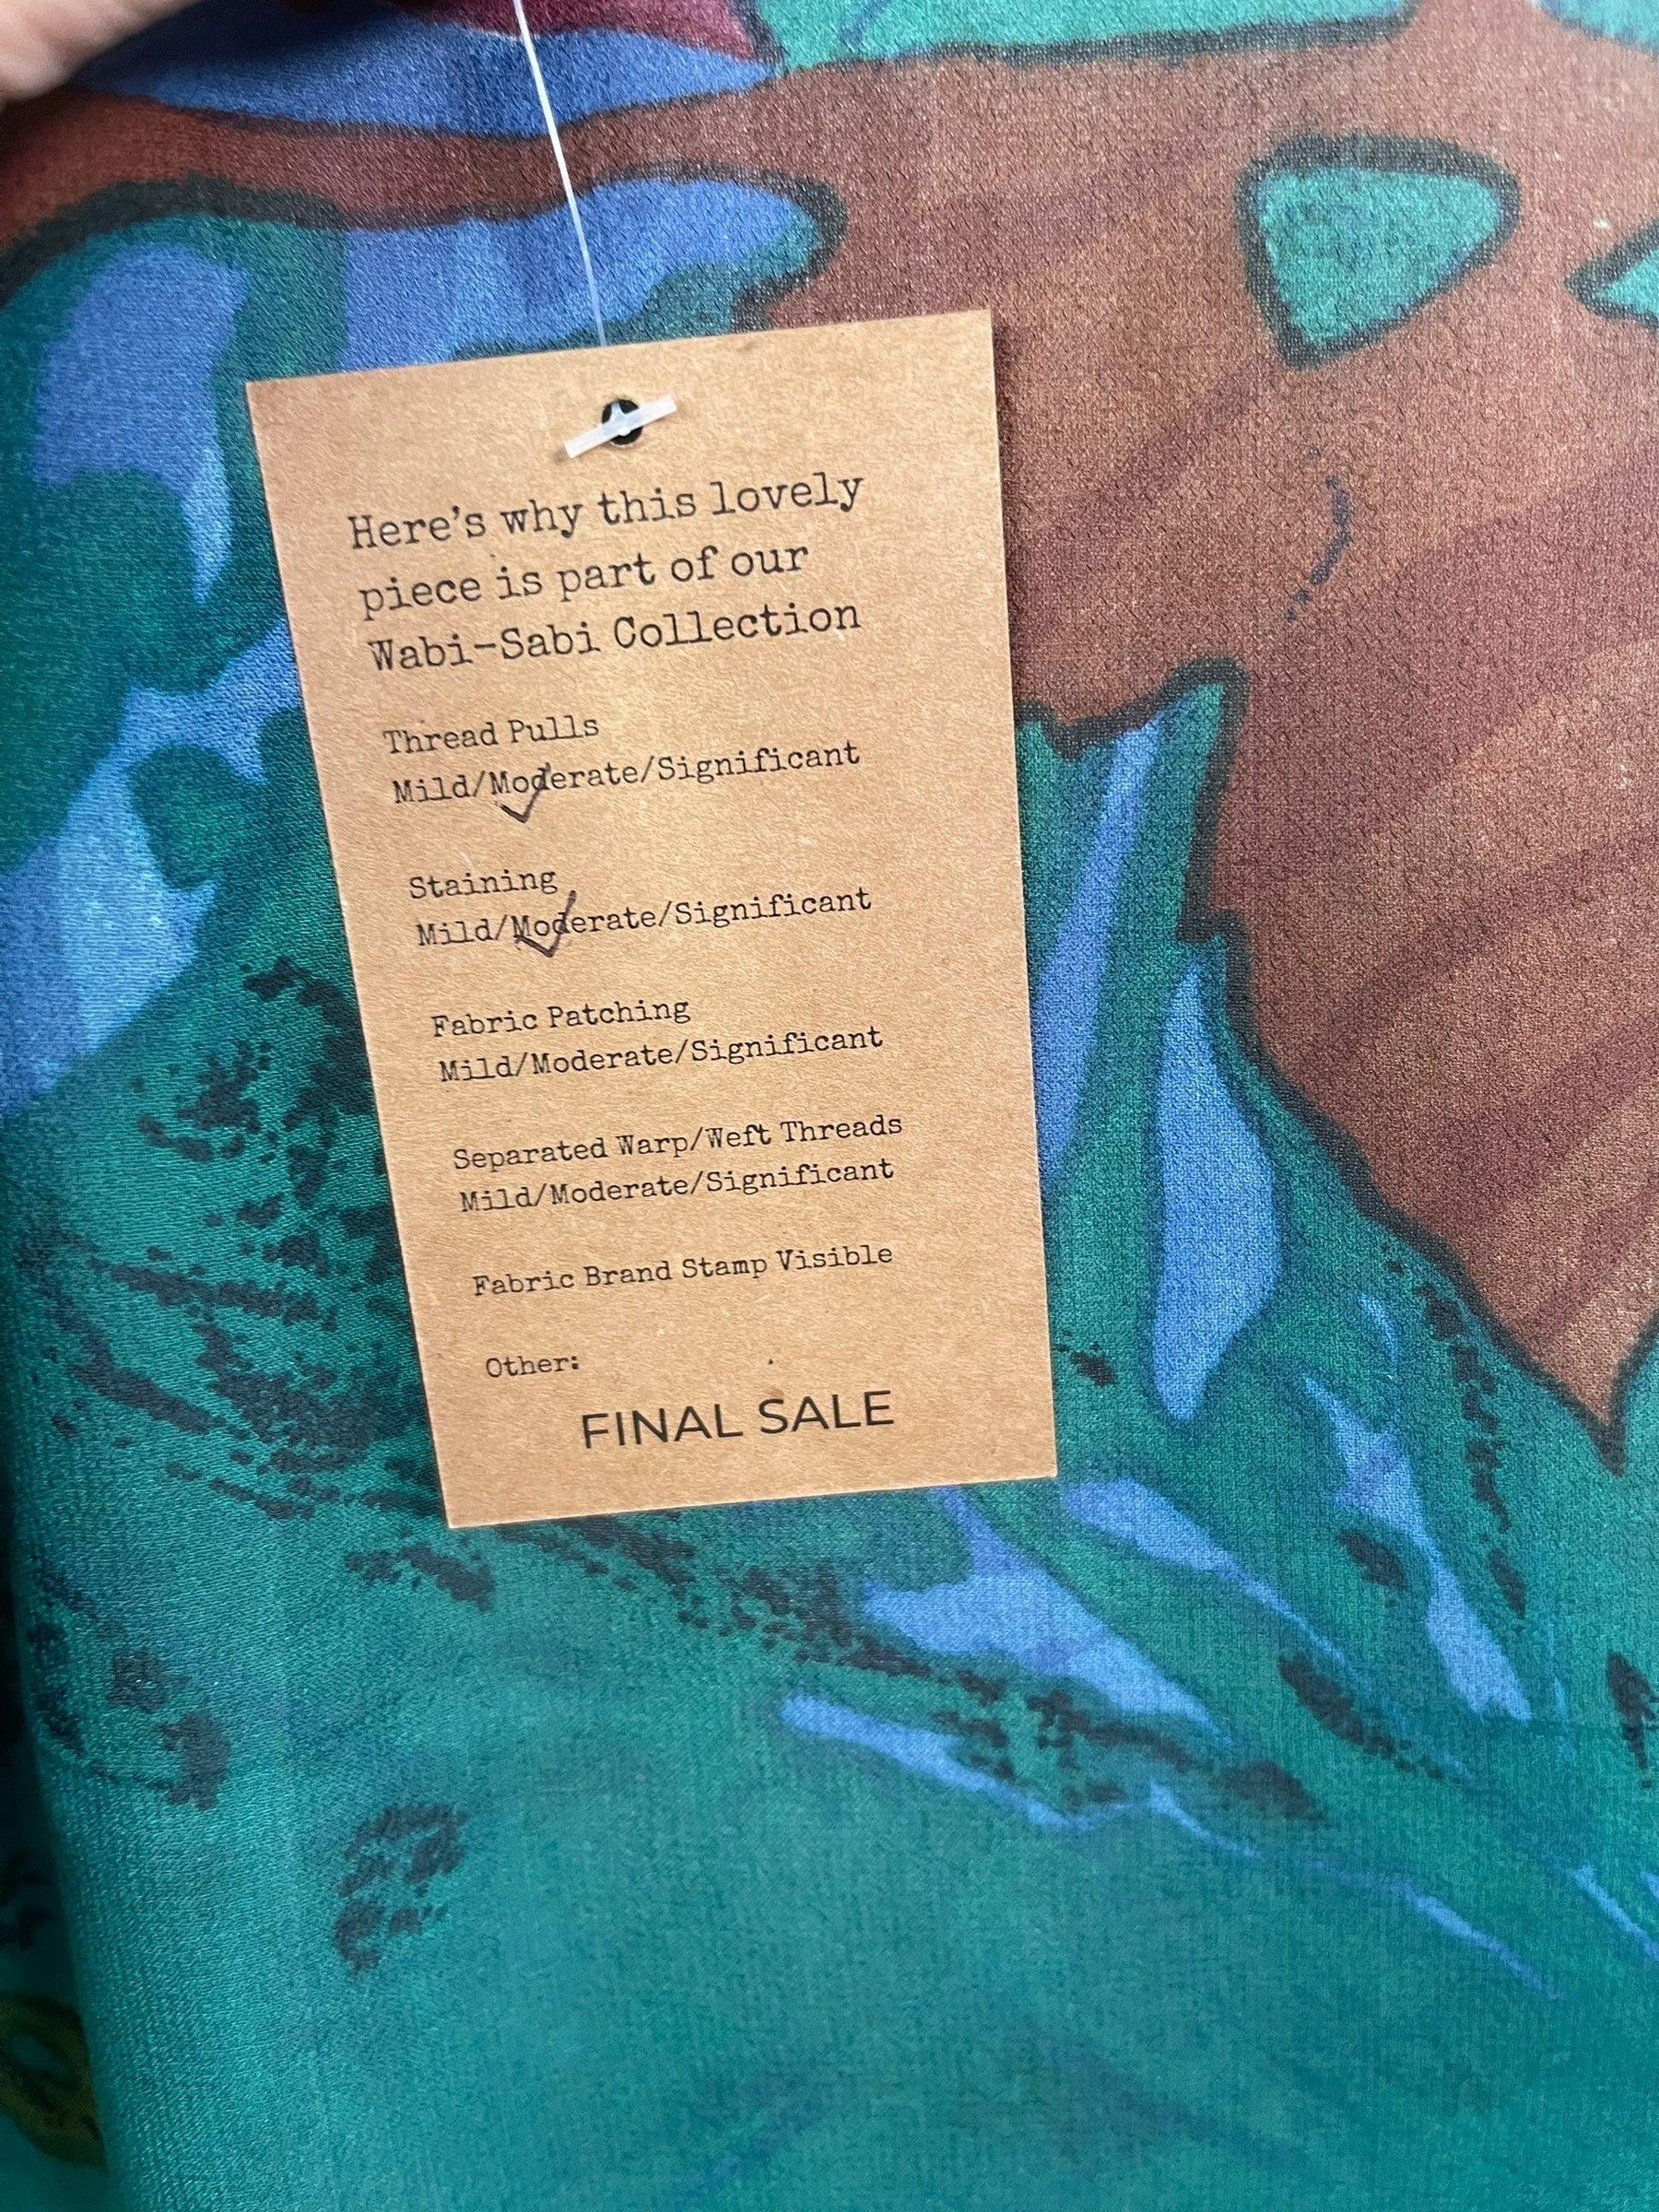 Here's why this lovely
piece is part of our
Wabi-Sabi Collection
Thread Pulls
Mild/Moderate/Significant
Staining
Mild/Moderate/Significant
Fabric Patching
Mild/Moderate/Significant
Separated Warp/Weft Threads
Mild/Moderate/Significant
Fabric Brand Stamp Visible
Other:
FINAL SALE